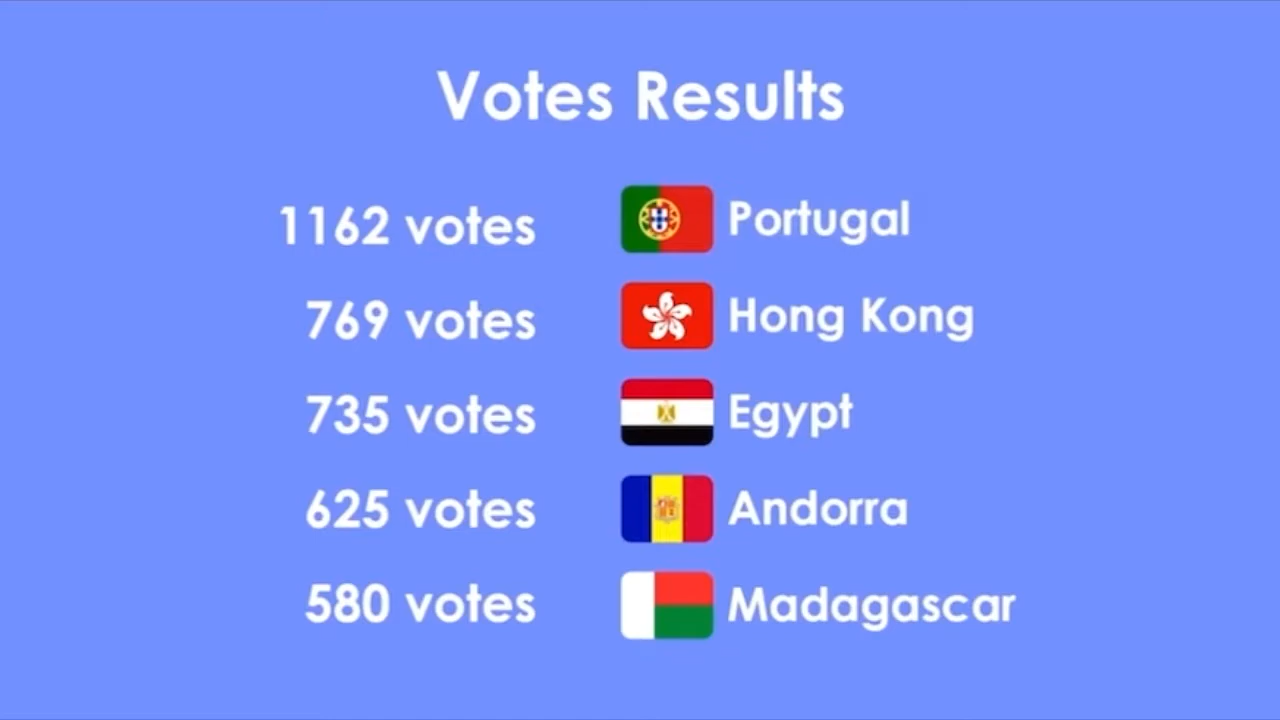 Votes Results
1162 votes Portugal
769 votes Hong Kong
735 votes Egypt
625 votes Andorra
580 votes Madagascar